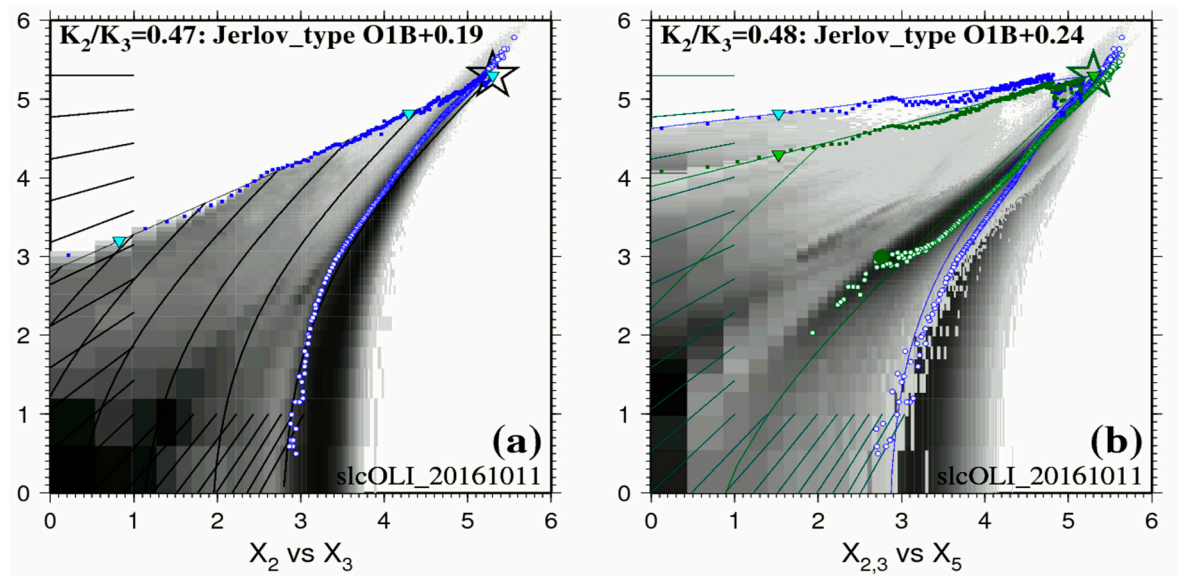 K2/K3=0.47: Jerlov_type O1B+0.19
6
5
4
3
2
1
0
(a)
slcOLI_20161011
0 1 2 3 4 5 6
X2 vs X3
K2/K3=0.48: Jerlov_type O1B+0.24
6
5
4
3
2
1
0
(b)
slcOLI_20161011
0 1 2 3 4 5 6
X2,3 vs X5